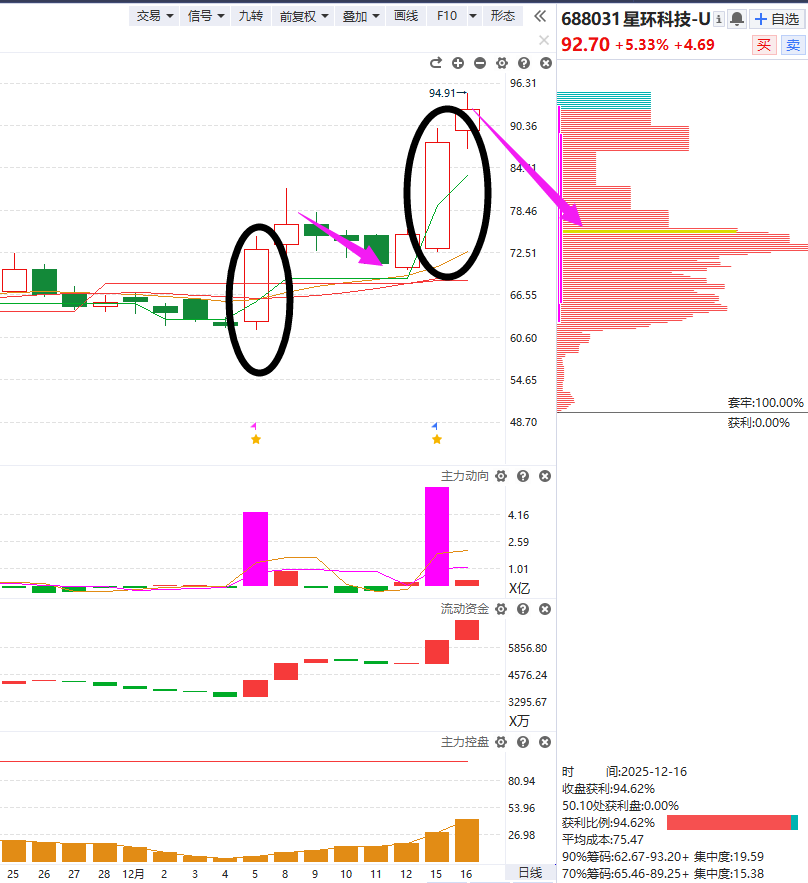 交易 信号 九转 前复权 叠加 画线 F10 形态
688031 星环科技-U 自选
92.70 +5.33% +4.69 买 卖
96.31
94.91
90.36
84.41
78.46
72.51
66.55
60.60
54.65
48.70
套牢:100.00%
获利:0.00%
主力动向
4.16
2.59
1.01
X亿
流动资金
5856.80
4576.24
3295.67
X万
主力控盘
80.94
53.96
26.98
时 间:2025-12-16
收盘获利:94.62%
50.10处获利盘:0.00%
获利比例:94.62%
平均成本:75.47
90%筹码:62.67-93.20+ 集中度:19.59
70%筹码:65.46-89.25+ 集中度:15.38
25 26 27 28 12月 2 3 4 5 8 9 10 11 12 15 16 日线